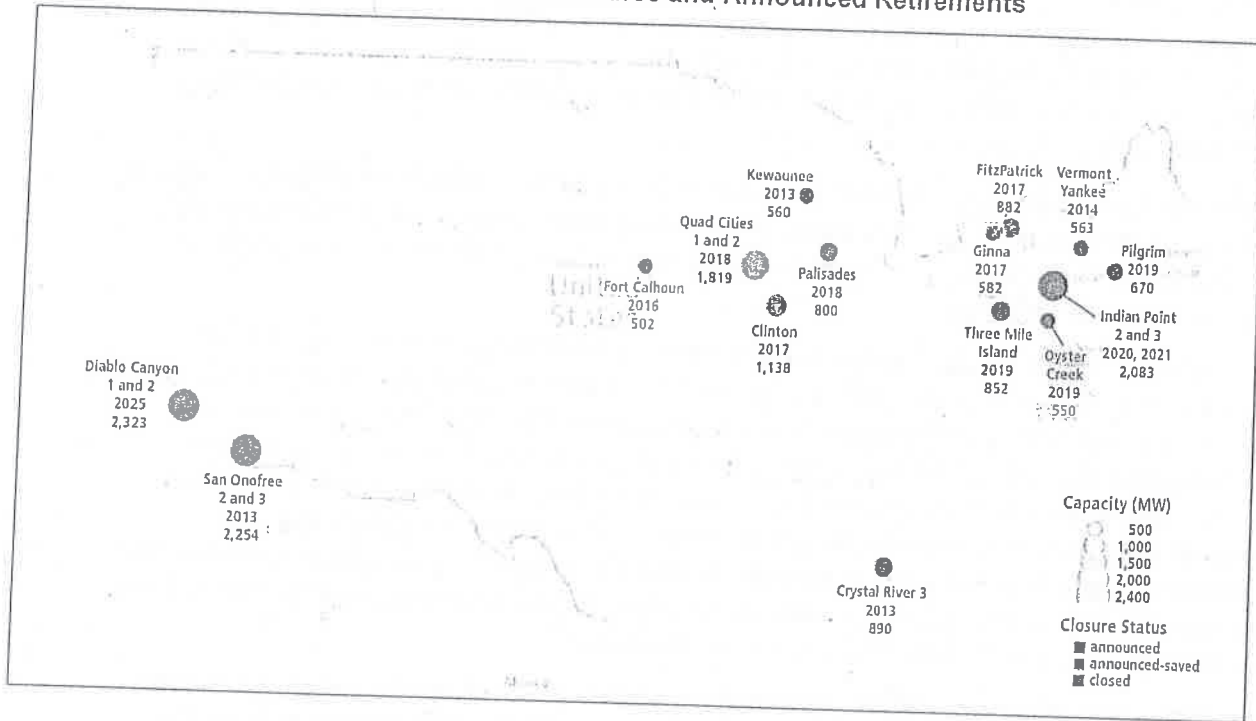 and Announced Retirements
Kewaunee
2013
560
FitzPatrick
2017
882
Vermont
Yankee
2014
563
Quad Cities
1 and 2
2018
1,819
Ginna
2017
582
Pilgrim
2019
670
Fort Calhoun
2016
502
Palisades
2018
800
Clinton
2017
1,138
Three Mile
Island
2019
852
Oyster
Creek
2019
550
Indian Point
2 and 3
2020, 2021
2,083
Diablo Canyon
1 and 2
2025
2,323
San Onofree
2 and 3
2013
2,254
Crystal River 3
2013
890
Capacity (MW)
500
1,000
1,500
2,000
2,400
Closure Status
announced
announced-saved
closed